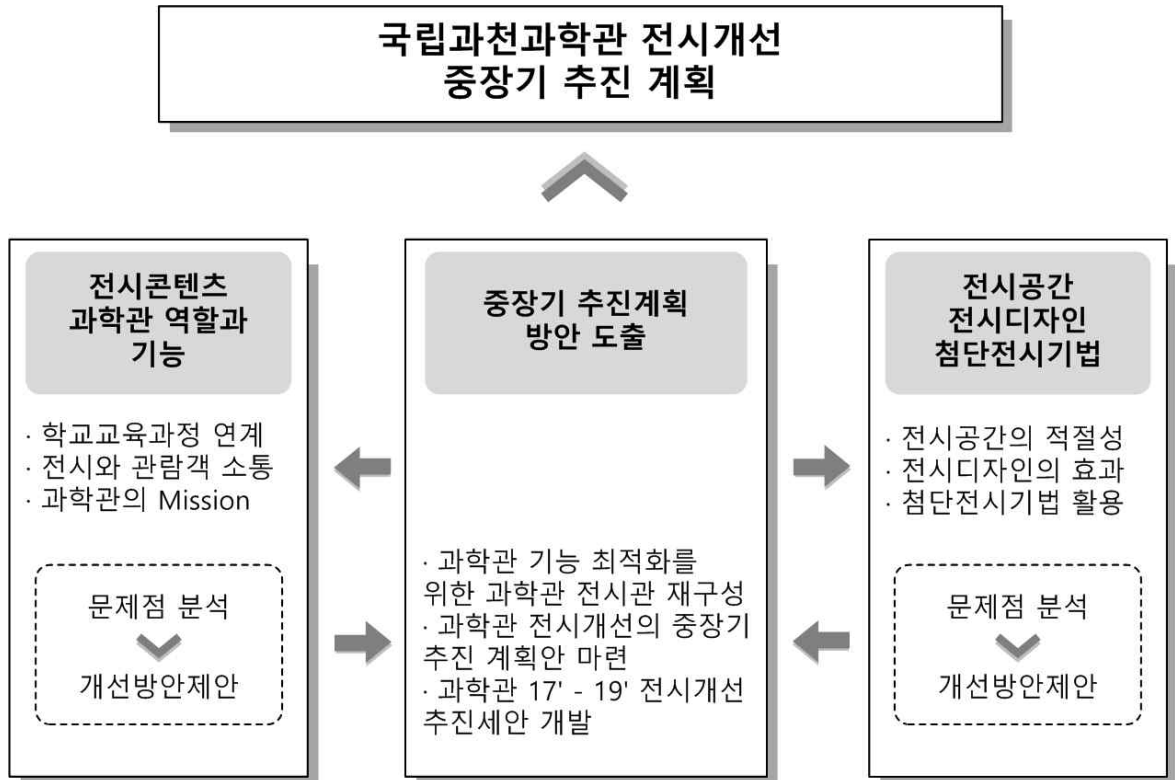 국립과천과학관 전시개선
중장기 추진 계획
전시콘텐츠
과학관 역할과
기능
· 학교교육과정 연계
· 전시와 관람객 소통
· 과학관의 Mission
문제점 분석
개선방안제안
중장기 추진계획
방안 도출
· 과학관 기능 최적화를
위한 과학관 전시관 재구성
· 과학관 전시개선의 중장기
추진 계획안 마련
· 과학관 17' - 19' 전시개선
추진세안 개발
전시공간
전시디자인
첨단전시기법
· 전시공간의 적절성
· 전시디자인의 효과
· 첨단전시기법 활용
문제점 분석
개선방안제안